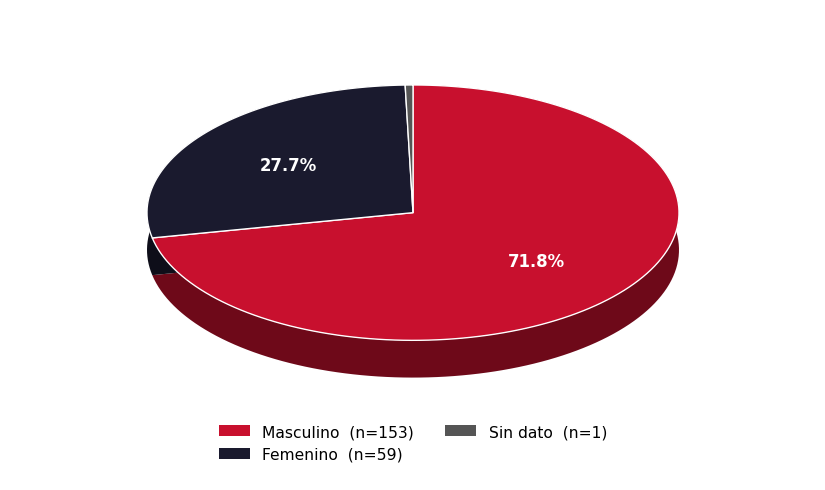 27.7%
71.8%
Masculino (n=153)
Femenino (n=59)
Sin dato (n=1)